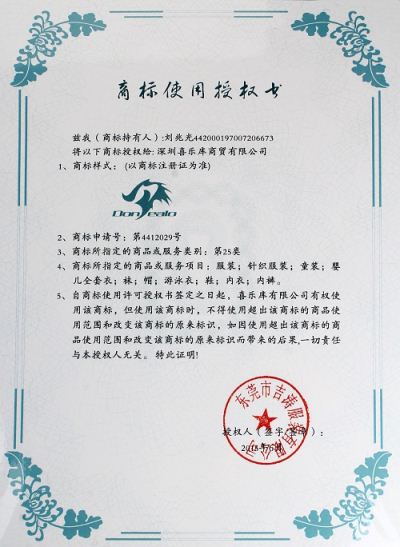 商标使用授权书
兹我（商标持有人）:刘兆光442000197007206673
将以下商标授权给:深圳喜乐库商贸有限公司
1、商标样式：（以商标注册证为准）
Don
2、商标申请号：第4412029号
3、商标所指定的商品或服务类别：第25类
4、商标所指定的商品或服务项目：服装；针织服装；童装；婴
儿全套衣；袜；帽；游泳衣；鞋；内衣；内裤。
5、自商标使用许可授权书签定之日起，喜乐库有限公司有权使
用该商标，但使用该商标时，不得使用超出该商标的商品使
用范围和改变该商标的原来标识，如因使用超出该商标的商
品使用范围和改变该商标的原来标识而带来的后果,一切责任
与本授权人无关。 特此证明!
东莞市吉涛服装有限公司
授权人（签字/盖章）：